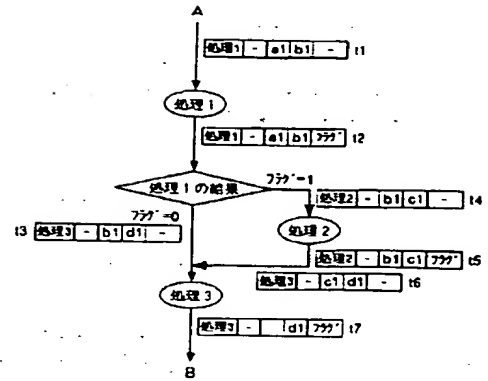 A
処理1 - a1 b1 - t1
処理1
処理1 - a1 b1 フラグ t2
処理1の結果
フラグ=1
処理2 - b1 c1 - t4
フラグ=0
t3 処理3 - b1 d1 -
処理2
処理2 - b1 c1 フラグ t5
処理3 - c1 d1 - t6
処理3
処理3 - d1 フラグ t7
B